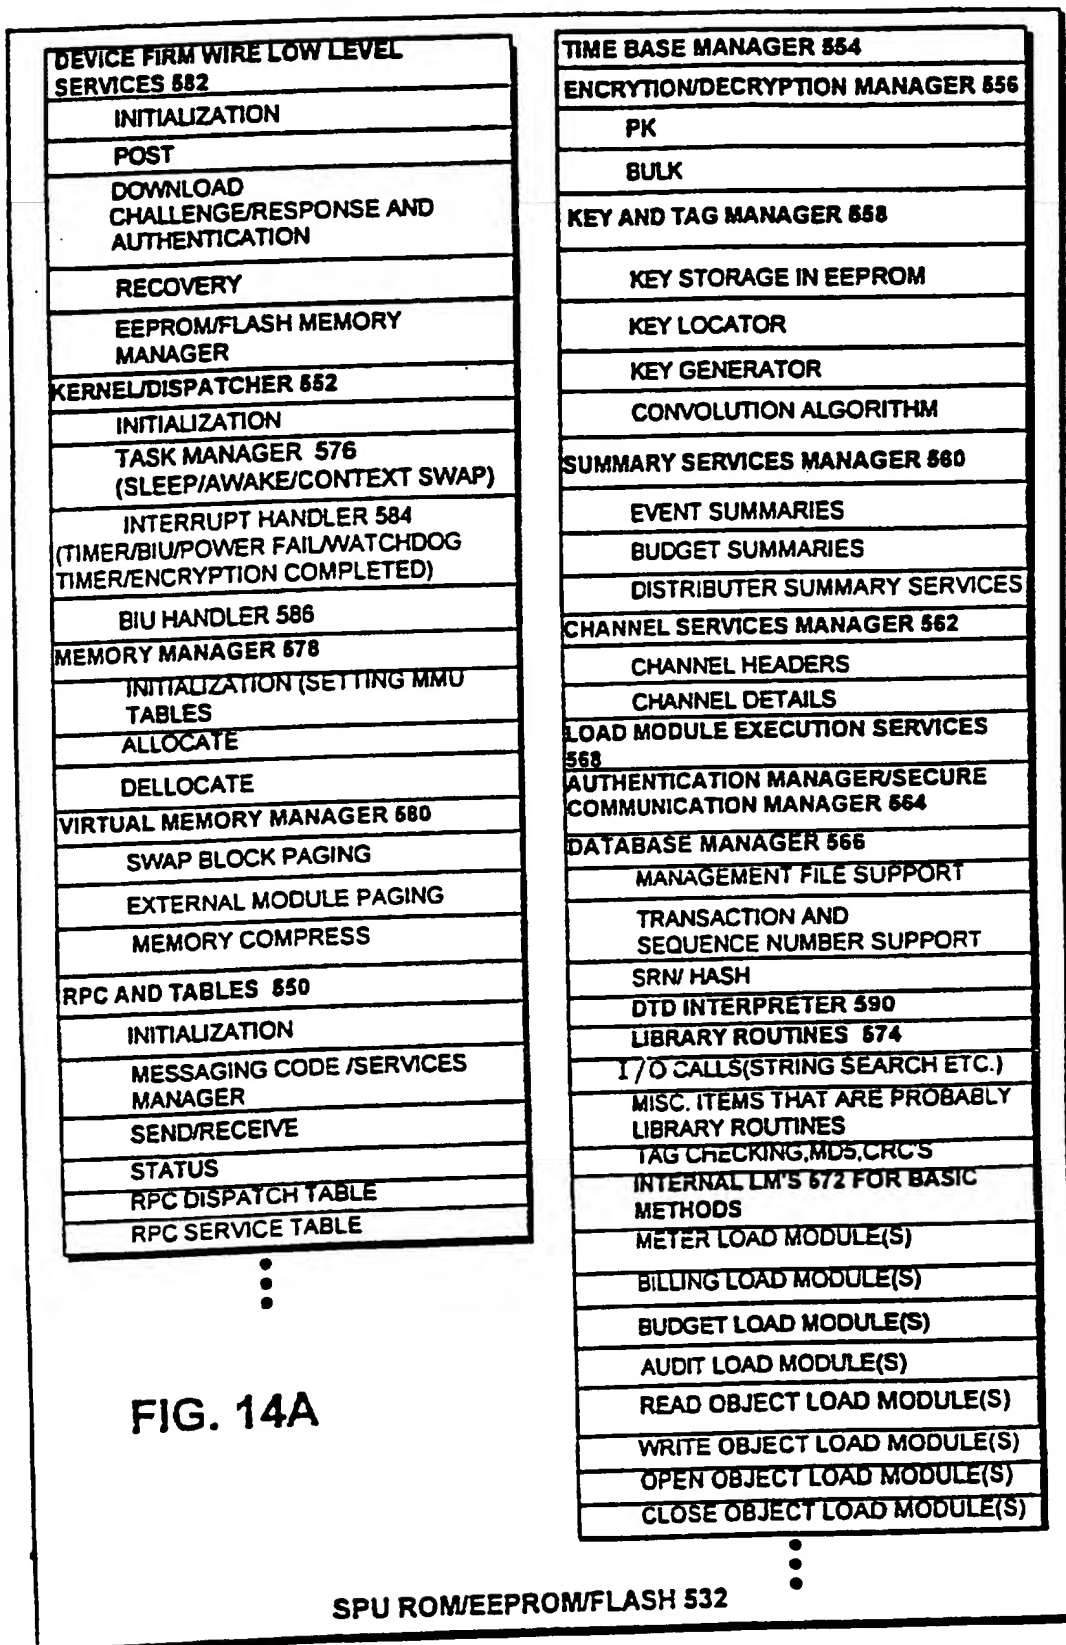 DEVICE FIRM WIRE LOW LEVEL
SERVICES 582
INITIALIZATION
POST
DOWNLOAD
CHALLENGE/RESPONSE AND
AUTHENTICATION
RECOVERY
EEPROM/FLASH MEMORY
MANAGER
KERNEL/DISPATCHER 552
INITIALIZATION
TASK MANAGER 576
(SLEEP/AWAKE/CONTEXT SWAP)
INTERRUPT HANDLER 584
(TIMER/BIU/POWER FAIL/WATCHDOG
TIMER/ENCRYPTION COMPLETED)
BIU HANDLER 586
MEMORY MANAGER 578
INITIALIZATION (SETTING MMU
TABLES
ALLOCATE
DELLOCATE
VIRTUAL MEMORY MANAGER 580
SWAP BLOCK PAGING
EXTERNAL MODULE PAGING
MEMORY COMPRESS
RPC AND TABLES 550
INITIALIZATION
MESSAGING CODE /SERVICES
MANAGER
SEND/RECEIVE
STATUS
RPC DISPATCH TABLE
RPC SERVICE TABLE
TIME BASE MANAGER 554
ENCRYTION/DECRYPTION MANAGER 556
PK
BULK
KEY AND TAG MANAGER 558
KEY STORAGE IN EEPROM
KEY LOCATOR
KEY GENERATOR
CONVOLUTION ALGORITHM
SUMMARY SERVICES MANAGER 560
EVENT SUMMARIES
BUDGET SUMMARIES
DISTRIBUTER SUMMARY SERVICES
CHANNEL SERVICES MANAGER 562
CHANNEL HEADERS
CHANNEL DETAILS
LOAD MODULE EXECUTION SERVICES
568
AUTHENTICATION MANAGER/SECURE
COMMUNICATION MANAGER 564
DATABASE MANAGER 566
MANAGEMENT FILE SUPPORT
TRANSACTION AND
SEQUENCE NUMBER SUPPORT
SRN/ HASH
DTD INTERPRETER 590
LIBRARY ROUTINES 574
I/O CALLS(STRING SEARCH ETC.)
MISC. ITEMS THAT ARE PROBABLY
LIBRARY ROUTINES
TAG CHECKING,MD5,CRC'S
INTERNAL LM'S 572 FOR BASIC
METHODS
METER LOAD MODULE(S)
BILLING LOAD MODULE(S)
BUDGET LOAD MODULE(S)
AUDIT LOAD MODULE(S)
READ OBJECT LOAD MODULE(S)
WRITE OBJECT LOAD MODULE(S)
OPEN OBJECT LOAD MODULE(S)
CLOSE OBJECT LOAD MODULE(S)
FIG. 14A
SPU ROM/EEPROM/FLASH 532